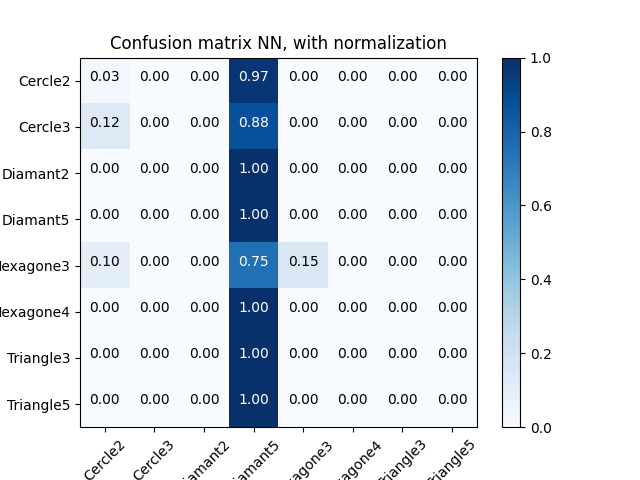 Confusion matrix NN, with normalization
Cercle2 0.03 0.00 0.00 0.97 0.00 0.00 0.00 0.00
Cercle3 0.12 0.00 0.00 0.88 0.00 0.00 0.00 0.00
Diamant2 0.00 0.00 0.00 1.00 0.00 0.00 0.00 0.00
Diamant5 0.00 0.00 0.00 1.00 0.00 0.00 0.00 0.00
exagone3 0.10 0.00 0.00 0.75 0.15 0.00 0.00 0.00
exagone4 0.00 0.00 0.00 1.00 0.00 0.00 0.00 0.00
Triangle3 0.00 0.00 0.00 1.00 0.00 0.00 0.00 0.00
Triangle5 0.00 0.00 0.00 1.00 0.00 0.00 0.00 0.00
Cercle2 Cercle3 amant2 amant5 agone3 agone4 riangle3 iangle5
1.0
0.8
0.6
0.4
0.2
0.0